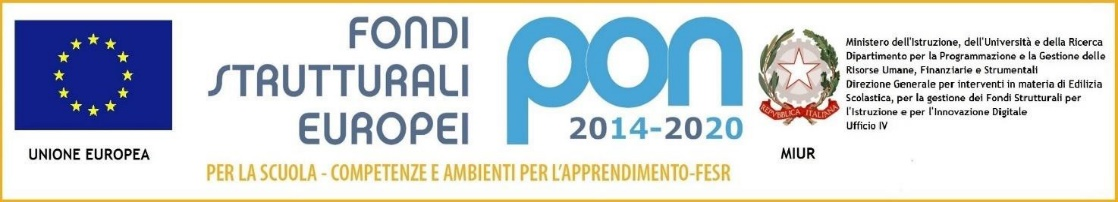 UNIONE EUROPEA
FONDI
STRUTTURALI
EUROPEI
pon
2014-2020
PER LA SCUOLA - COMPETENZE E AMBIENTI PER L'APPRENDIMENTO-FESR
REPVBBLICA ITALIANA
MIUR
Ministero dell'Istruzione, dell'Università e della Ricerca
Dipartimento per la Programmazione e la Gestione delle
Risorse Umane, Finanziarie e Strumentali
Direzione Generale per interventi in materia di Edilizia
Scolastica, per la gestione dei Fondi Strutturali per
l'Istruzione e per l'Innovazione Digitale
Ufficio IV